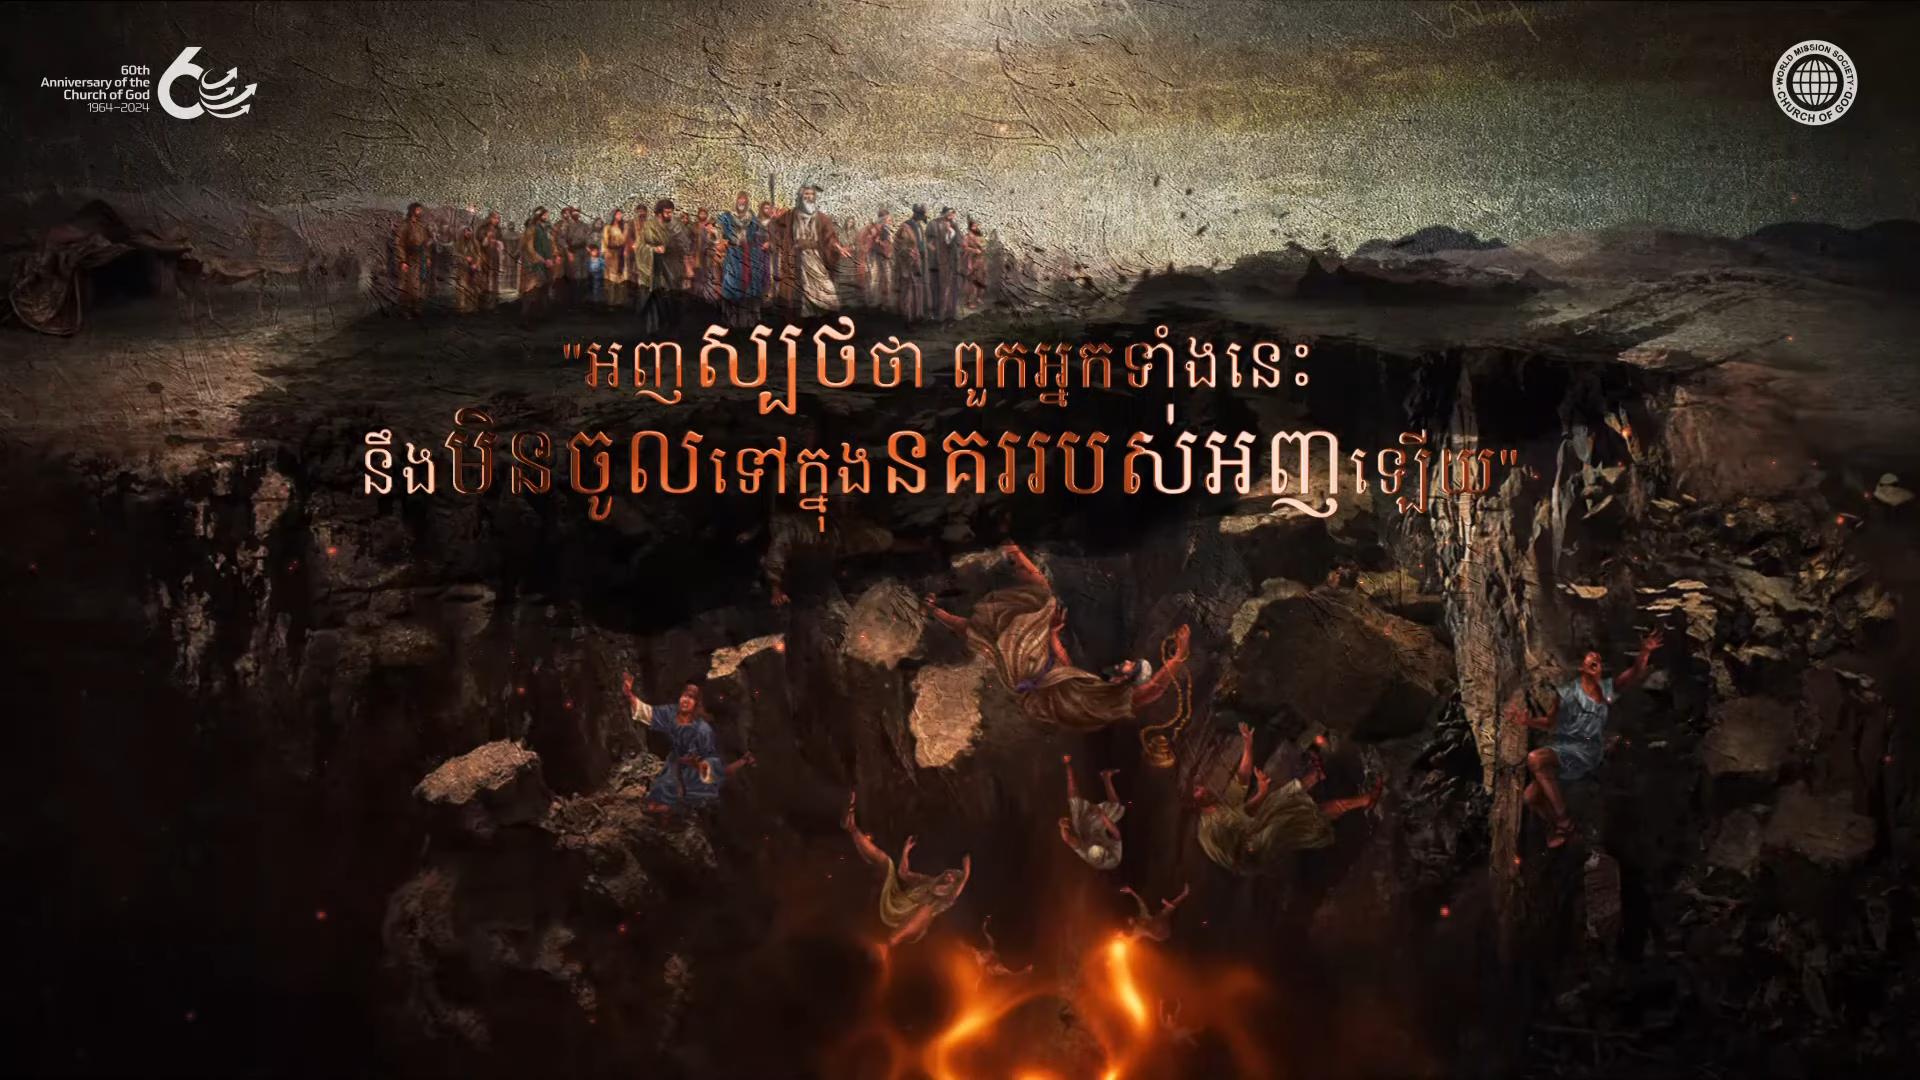 60th
Anniversary of the
Church of God
1964–2024
WORLD MISSION SOCIETY
CHURCH OF GOD
"អញស្បថថា ពួកអ្នកទាំងនេះ
នឹងមិនចូលទៅក្នុងនគររបស់អញឡើយ"